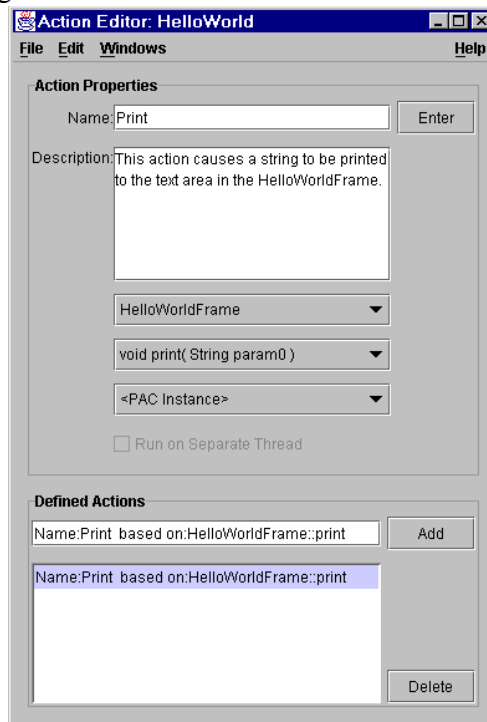 Action Editor: HelloWorld
File Edit Windows Help
Action Properties
Name: Print Enter
Description: This action causes a string to be printed
to the text area in the HelloWorldFrame.
HelloWorldFrame
void print( String param0 )
<PAC Instance>
Run on Separate Thread
Defined Actions
Name:Print based on:HelloWorldFrame::print Add
Name:Print based on:HelloWorldFrame::print
Delete